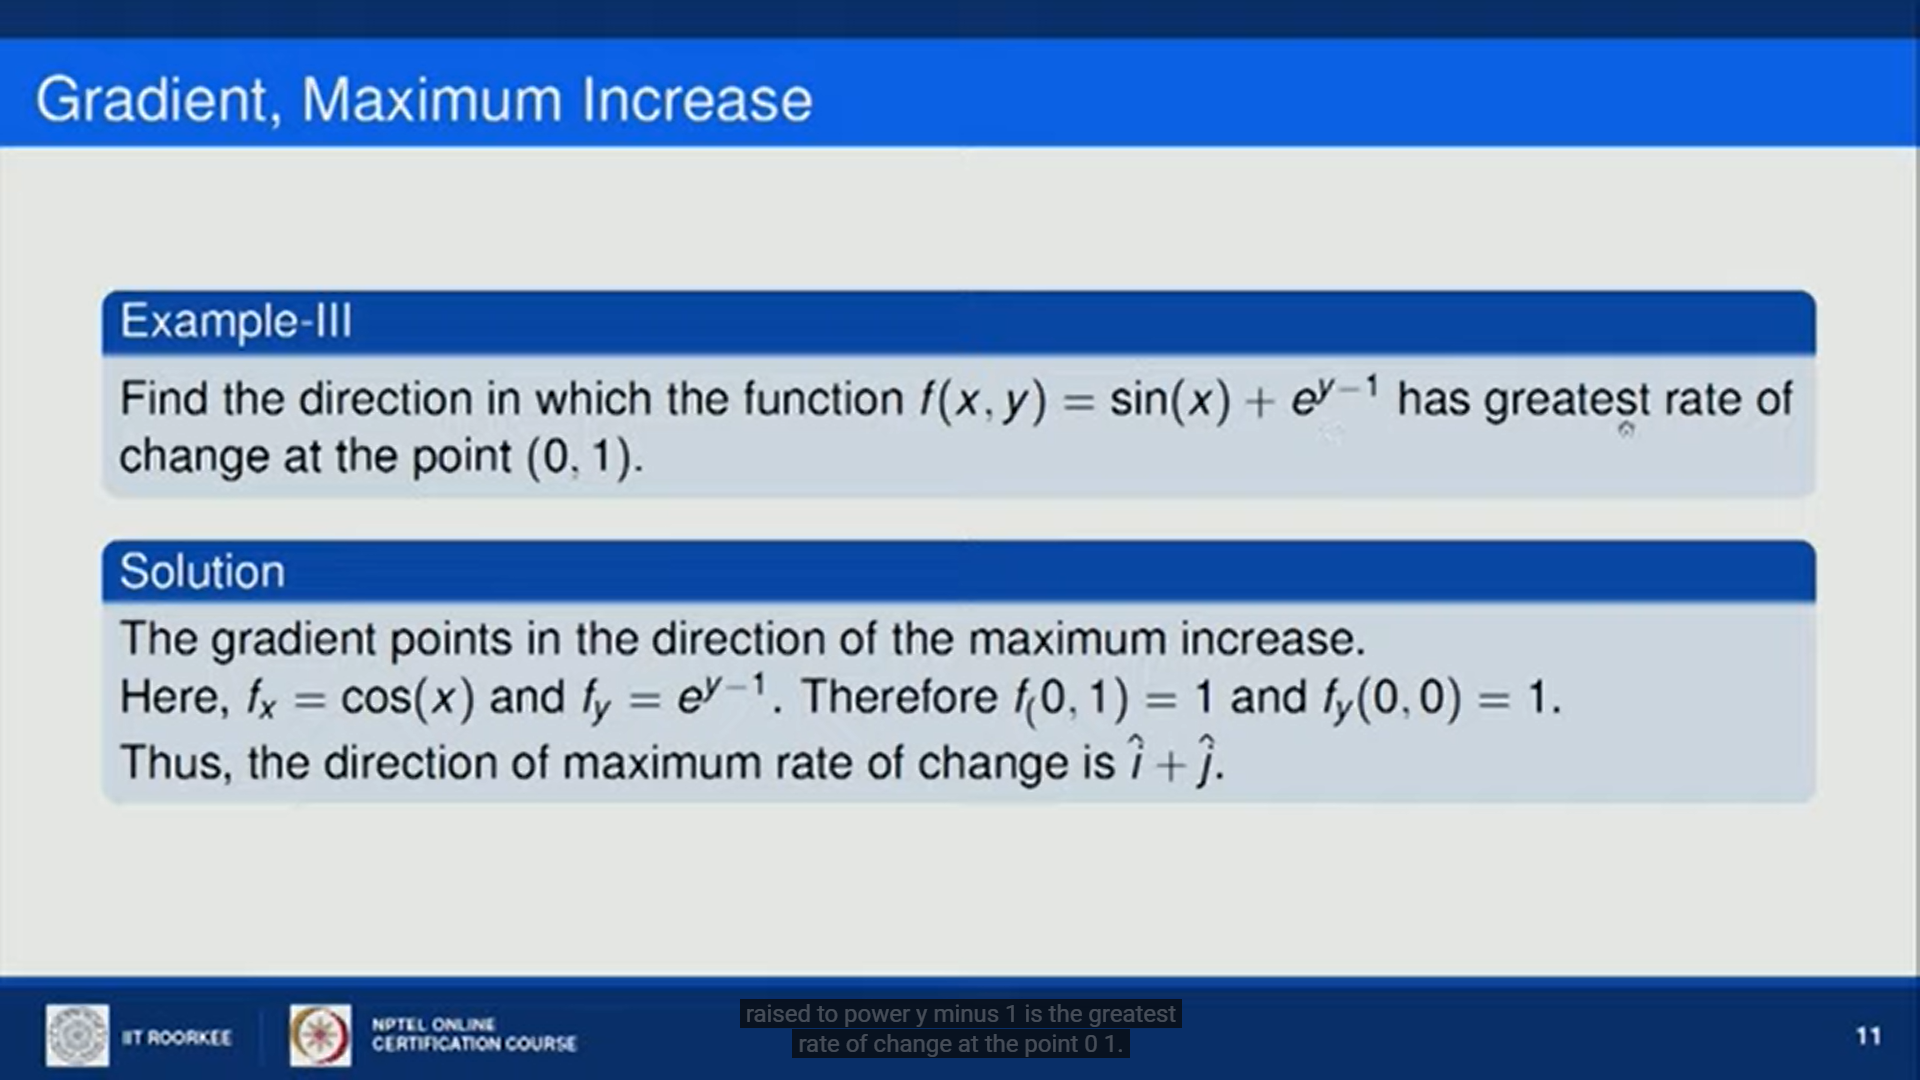 Gradient, Maximum Increase
Example-III
Find the direction in which the function f(x, y) = sin(x) + e^{y−1} has greatest rate of
change at the point (0, 1).
Solution
The gradient points in the direction of the maximum increase.
Here, f_x = cos(x) and f_y = e^{y−1}. Therefore f_(0, 1) = 1 and f_y(0, 0) = 1.
Thus, the direction of maximum rate of change is î + ĵ.
raised to power y minus 1 is the greatest
rate of change at the point 0 1.
IIT ROORKEE
NPTEL ONLINE
CERTIFICATION COURSE
11